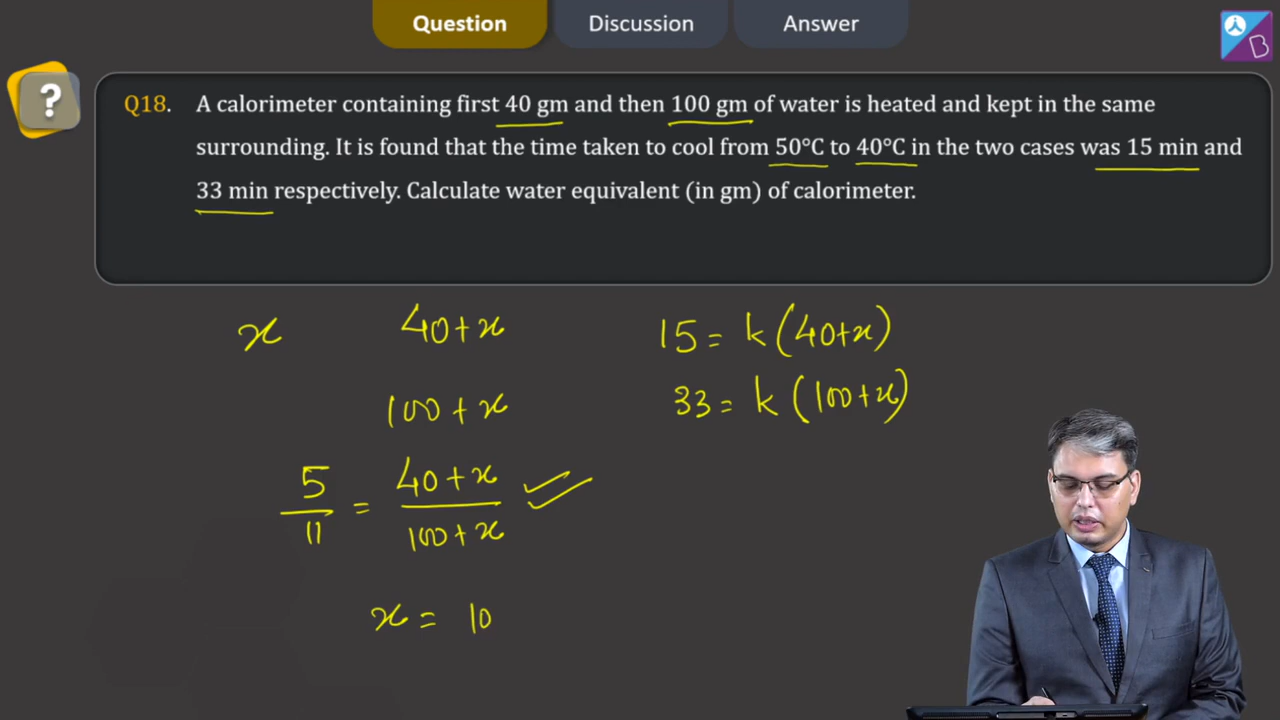 Question Discussion Answer
B
?
Q18. A calorimeter containing first 40 gm and then 100 gm of water is heated and kept in the same
surrounding. It is found that the time taken to cool from 50°C to 40°C in the two cases was 15 min and
33 min respectively. Calculate water equivalent (in gm) of calorimeter.
x 40+x 15 = k(40+x)
100+x 33 = k(100+x)
5/11 = 40+x/100+x
x = 10